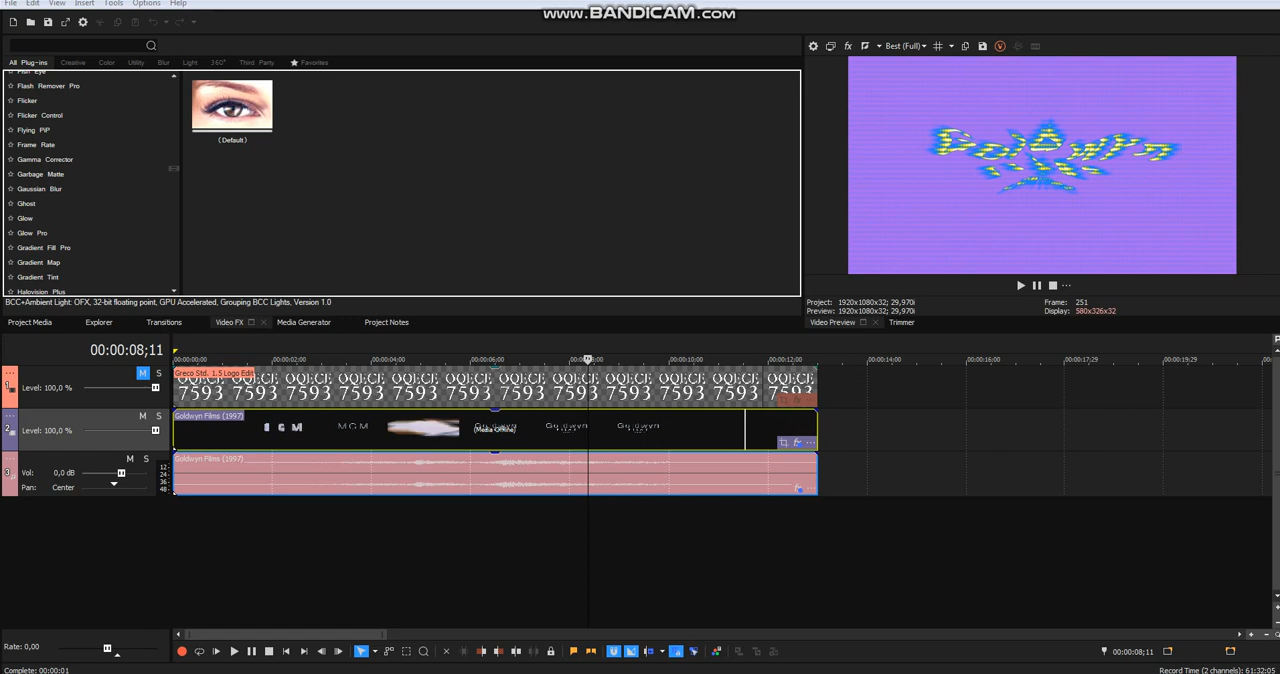 File Edit View Insert Tools Options Help
www.BANDICAM.com
All Plug-ins Creative Color Utility Blur Light 360° Third Party Favorites
Best (Full)
Fish Eye
Flash Remover Pro
Flicker
Flicker Control
Flying PiP
Frame Rate
Gamma Corrector
Garbage Matte
Gaussian Blur
Ghost
Glow
Glow Pro
Gradient Fill Pro
Gradient Map
Gradient Tint
Halovision Plus
(Default)
BCC+Ambient Light: OFX, 32-bit floating point, GPU Accelerated, Grouping BCC Lights, Version 1.0
Project: 1920x1080x32; 29,970i
Frame: 251
Preview: 1920x1080x32; 29,970i
Display: 580x326x32
Project Media Explorer Transitions Video FX Media Generator Project Notes
Video Preview Trimmer
00:00:08;11
00:00:00;00 00:00:02;00 00:00:04;00 00:00:06;00 00:00:10;00 00:00:12;00 00:00:14;00 00:00:16;00 00:00:17;29 00:00:19;29
1 Level: 100,0 % M S
Greco Std. 1.5 Logo Edit
7593 7593 7593 7593 7593 7593 7593 7593 7593 7593 7593
2 Level: 100,0 % M S
Goldwyn Films (1997)
M G M
(Media Offline)
3 M S
Goldwyn Films (1997)
Vol: 0,0 dB
Pan: Center
12
24
36
48
Rate: 0,00
00:00:08;11
Complete: 00:00:01
Record Time (2 channels): 61:32:05